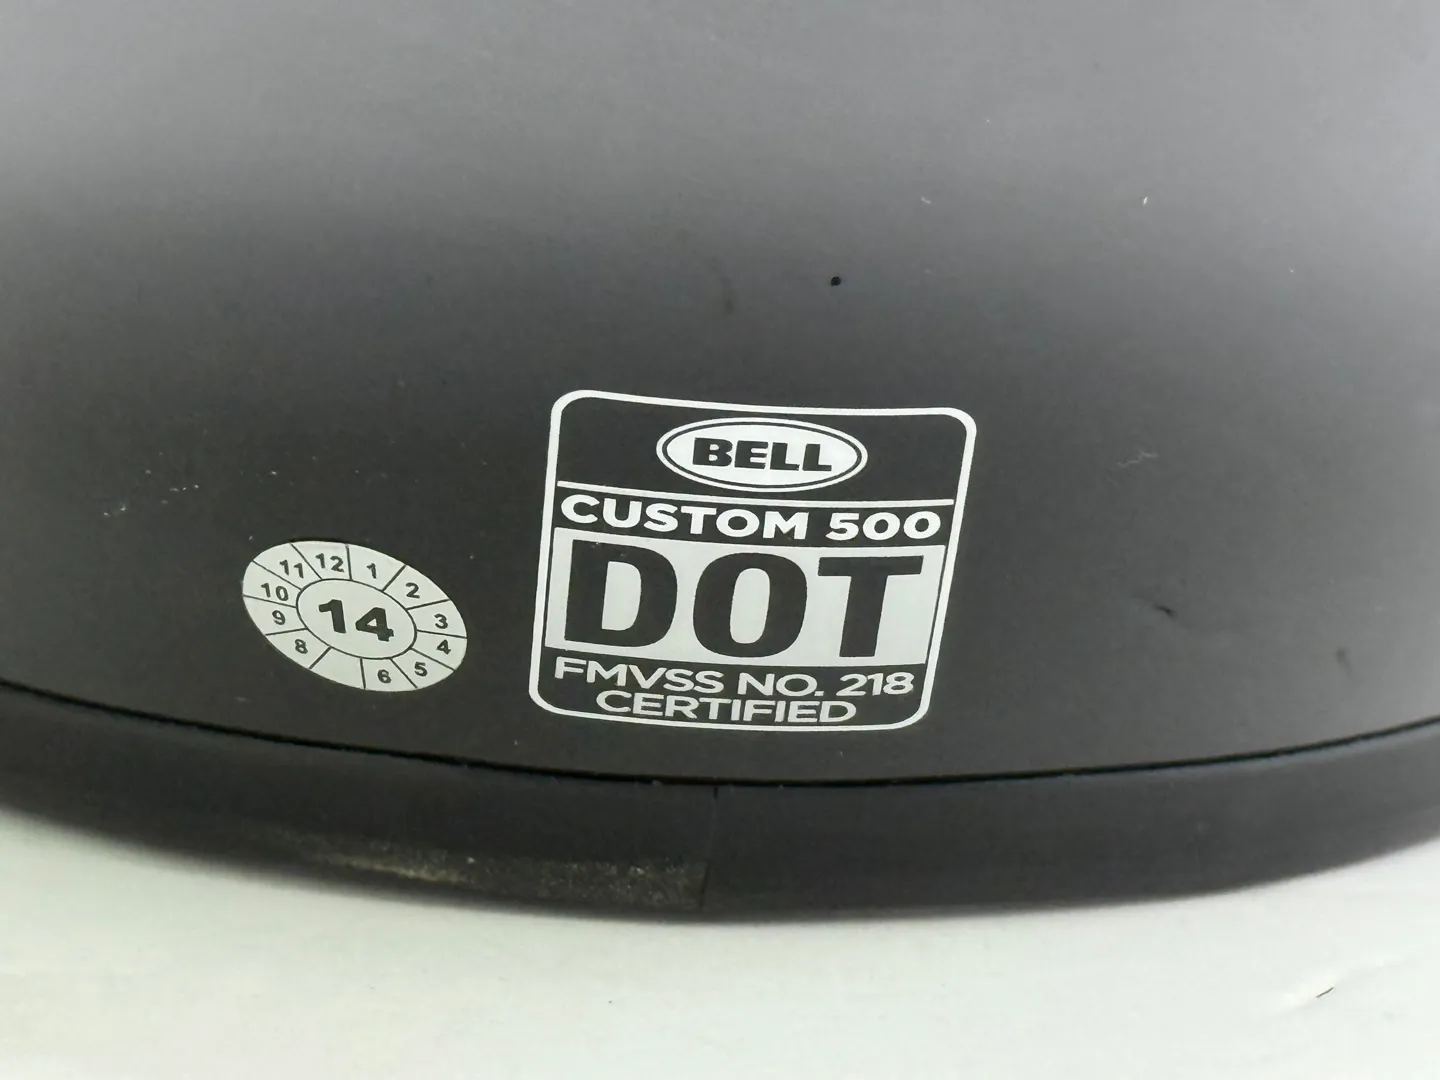 BELL
CUSTOM 500
DOT
FMVSS NO. 218
CERTIFIED
11 12 1 2 3 4 5 6 8 9 10
14